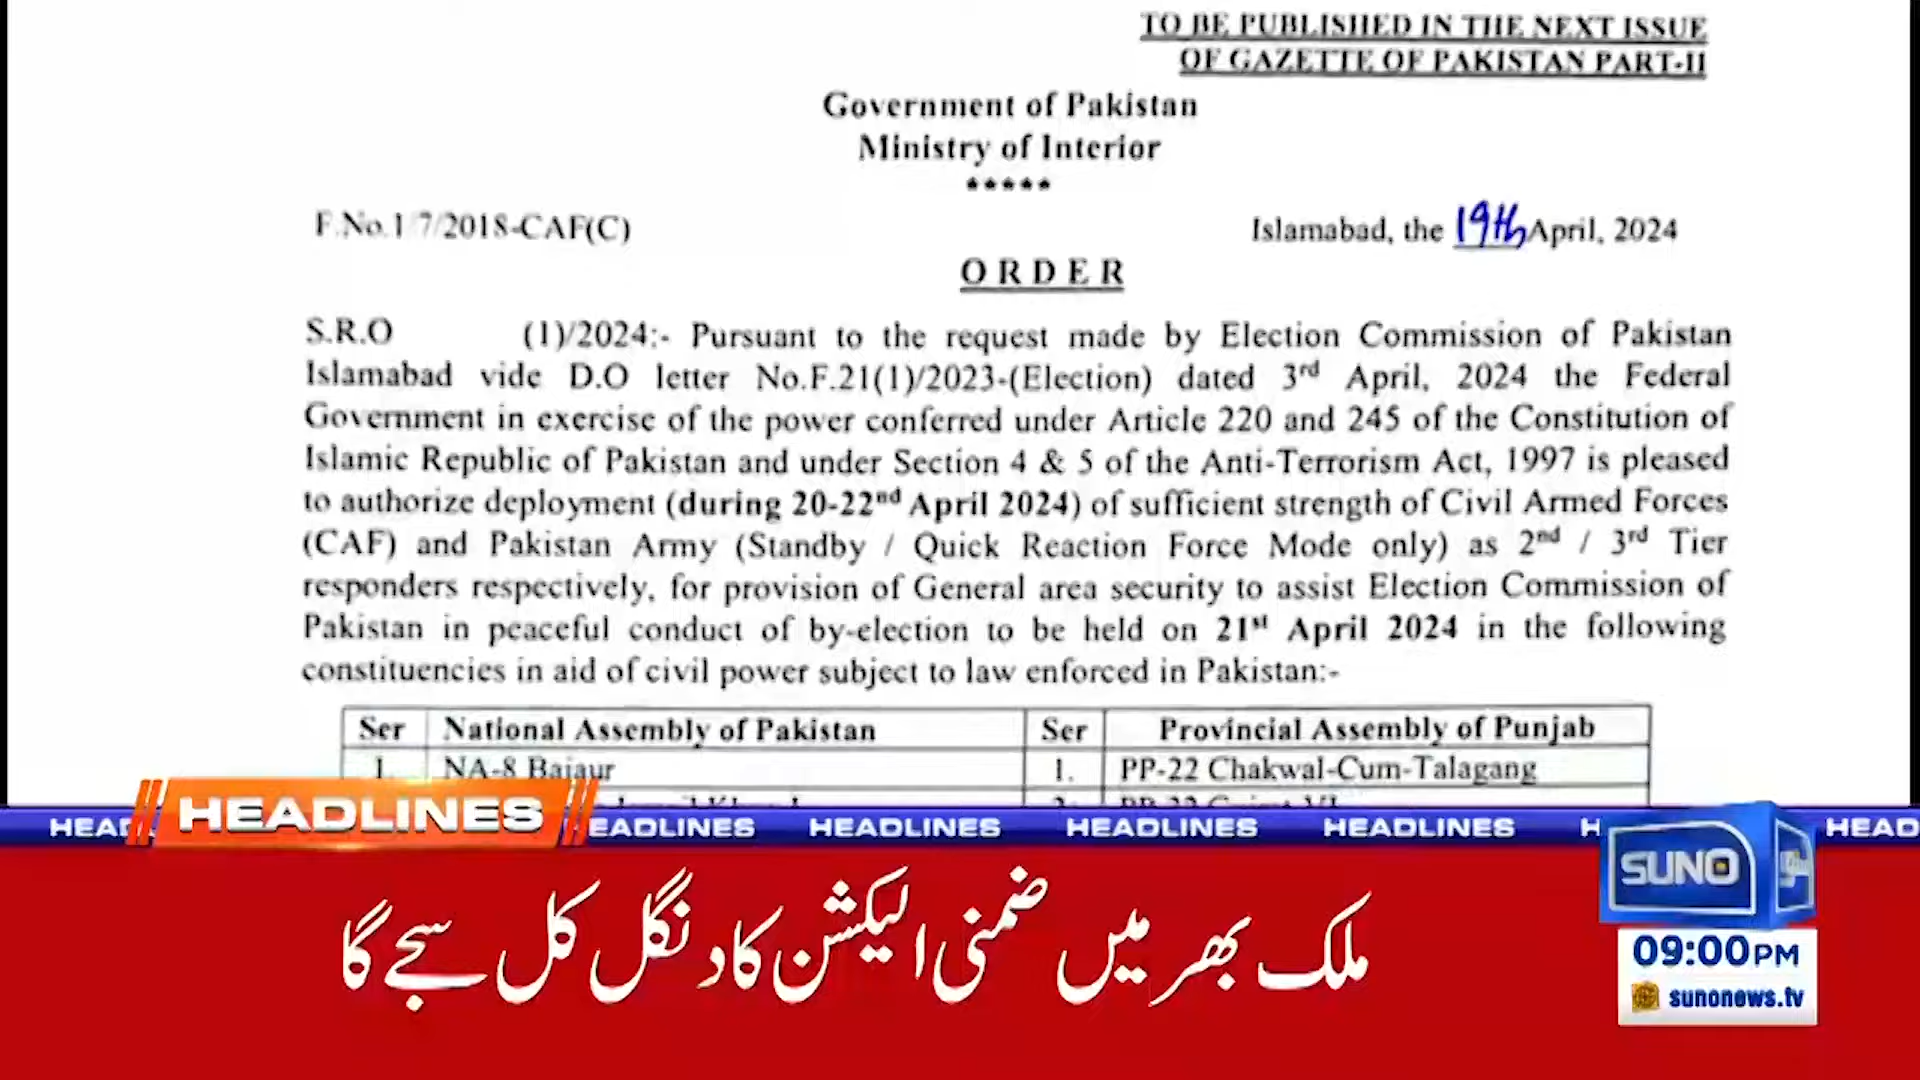 TO BE PUBLISHED IN THE NEXT ISSUE
OF GAZETTE OF PAKISTAN PART-II
Government of Pakistan
Ministry of Interior
*****
F.No.1/7/2018-CAF(C)
Islamabad, the 19th April, 2024
ORDER
S.R.O (1)/2024:- Pursuant to the request made by Election Commission of Pakistan
Islamabad vide D.O letter No.F.21(1)/2023-(Election) dated 3rd April, 2024 the Federal
Government in exercise of the power conferred under Article 220 and 245 of the Constitution of
Islamic Republic of Pakistan and under Section 4 & 5 of the Anti-Terrorism Act, 1997 is pleased
to authorize deployment (during 20-22nd April 2024) of sufficient strength of Civil Armed Forces
(CAF) and Pakistan Army (Standby / Quick Reaction Force Mode only) as 2nd / 3rd Tier
responders respectively, for provision of General area security to assist Election Commission of
Pakistan in peaceful conduct of by-election to be held on 21st April 2024 in the following
constituencies in aid of civil power subject to law enforced in Pakistan:-
Ser National Assembly of Pakistan Ser Provincial Assembly of Punjab
1. NA-8 Bajaur 1. PP-22 Chakwal-Cum-Talagang
HEADLINES
HEADLINES HEADLINES HEADLINES
SUNO
سنو
ملک بھر میں ضمنی الیکشن کا دنگل کل سجے گا
09:00PM
sunonews.tv